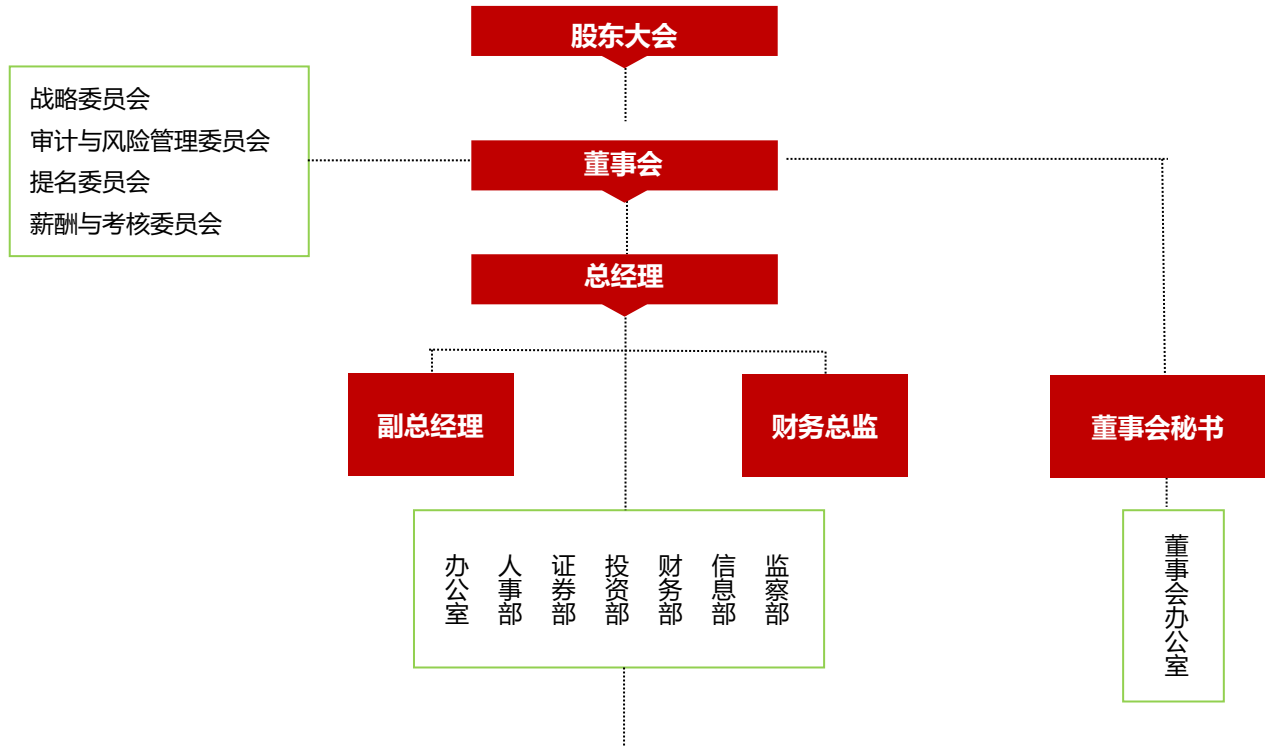 股东大会
战略委员会
审计与风险管理委员会
提名委员会
薪酬与考核委员会
董事会
总经理
副总经理
财务总监
董事会秘书
办公室
人事部
证券部
投资部
财务部
信息部
监察部
董事会办公室